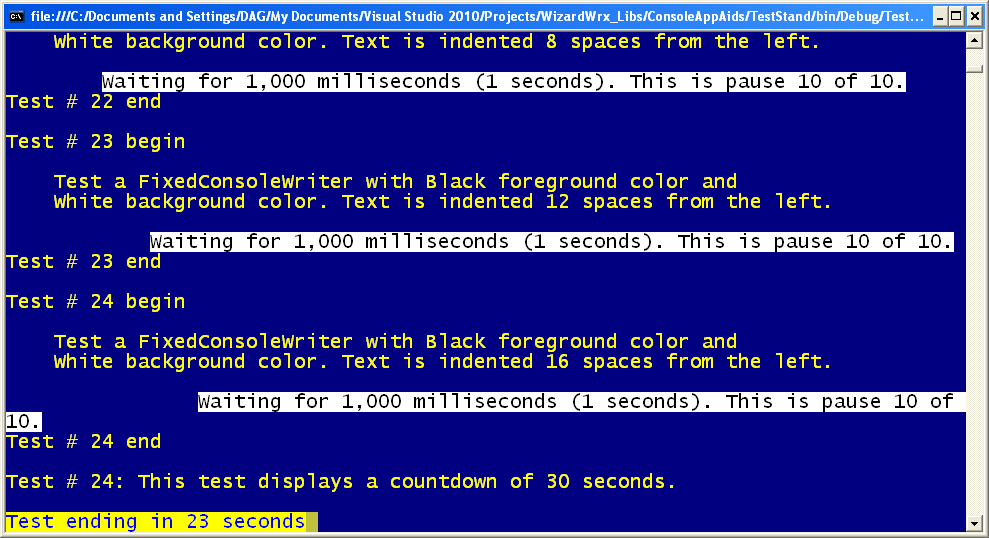 file:///C:/Documents and Settings/DAG/My Documents/Visual Studio 2010/Projects/WizardWrx_Libs/ConsoleAppAids/TestStand/bin/Debug/Test...
White background color. Text is indented 8 spaces from the left.
Waiting for 1,000 milliseconds (1 seconds). This is pause 10 of 10.
Test # 22 end
Test # 23 begin
Test a FixedConsoleWriter with Black foreground color and
White background color. Text is indented 12 spaces from the left.
Waiting for 1,000 milliseconds (1 seconds). This is pause 10 of 10.
Test # 23 end
Test # 24 begin
Test a FixedConsoleWriter with Black foreground color and
White background color. Text is indented 16 spaces from the left.
Waiting for 1,000 milliseconds (1 seconds). This is pause 10 of
10.
Test # 24 end
Test # 24: This test displays a countdown of 30 seconds.
Test ending in 23 seconds